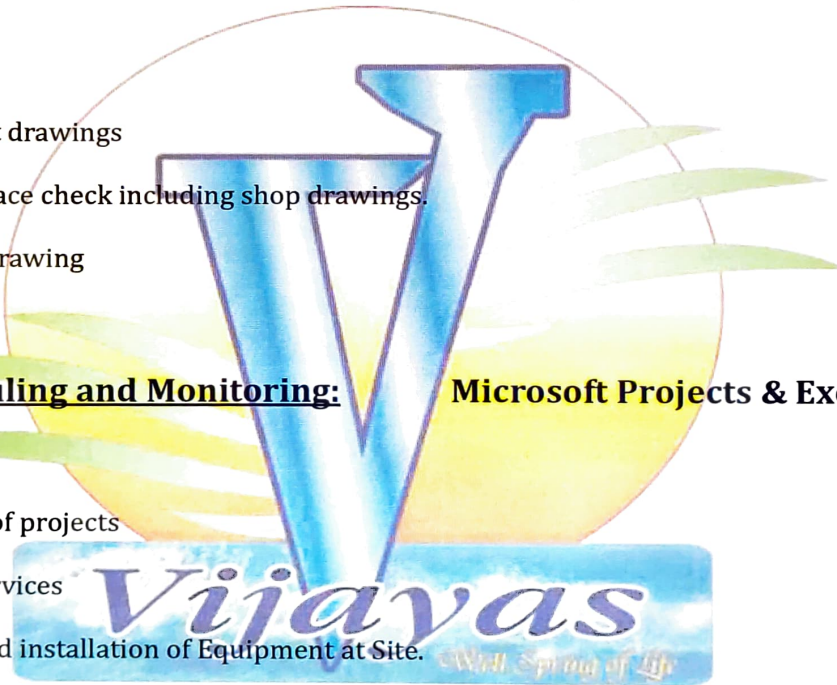 t drawings
ace check including shop drawings.
rawing
uling and Monitoring: Microsoft Projects & Exc
of projects
vices
Vijayas
d installation of Equipment at Site.
Well Spring of Life